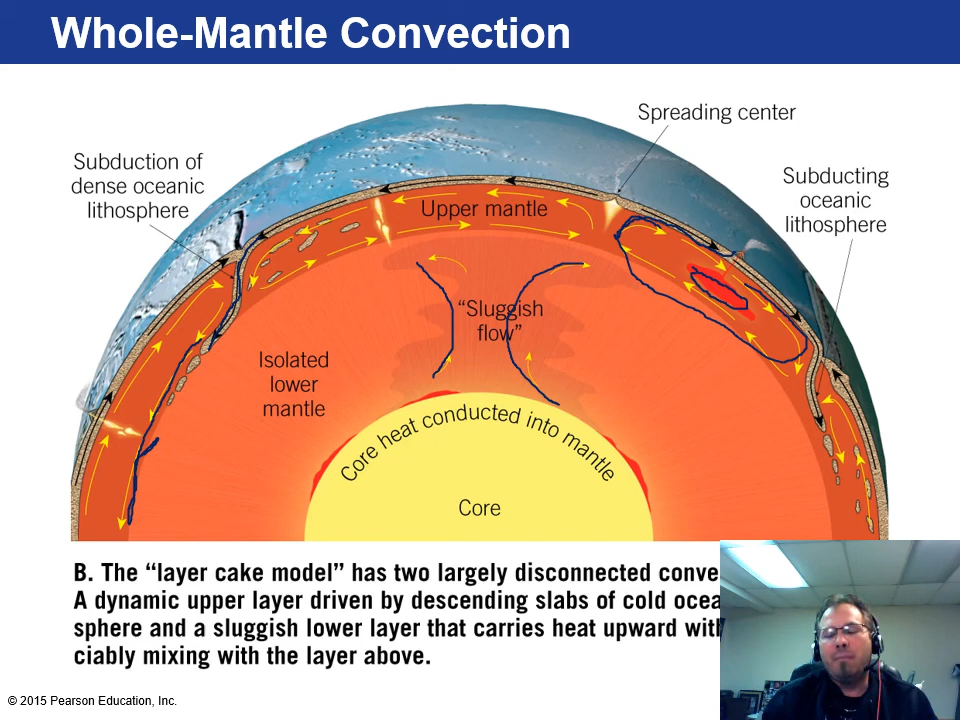 Whole-Mantle Convection
Spreading center
Subduction of
dense oceanic
lithosphere
Subducting
oceanic
lithosphere
Upper mantle
"Sluggish
flow"
Isolated
lower
mantle
Core heat conducted into mantle
Core
B. The "layer cake model" has two largely disconnected
A dynamic upper layer driven by descending slabs of cold
sphere and a sluggish lower layer that carries heat upward
ciably mixing with the layer above.
© 2015 Pearson Education, Inc.